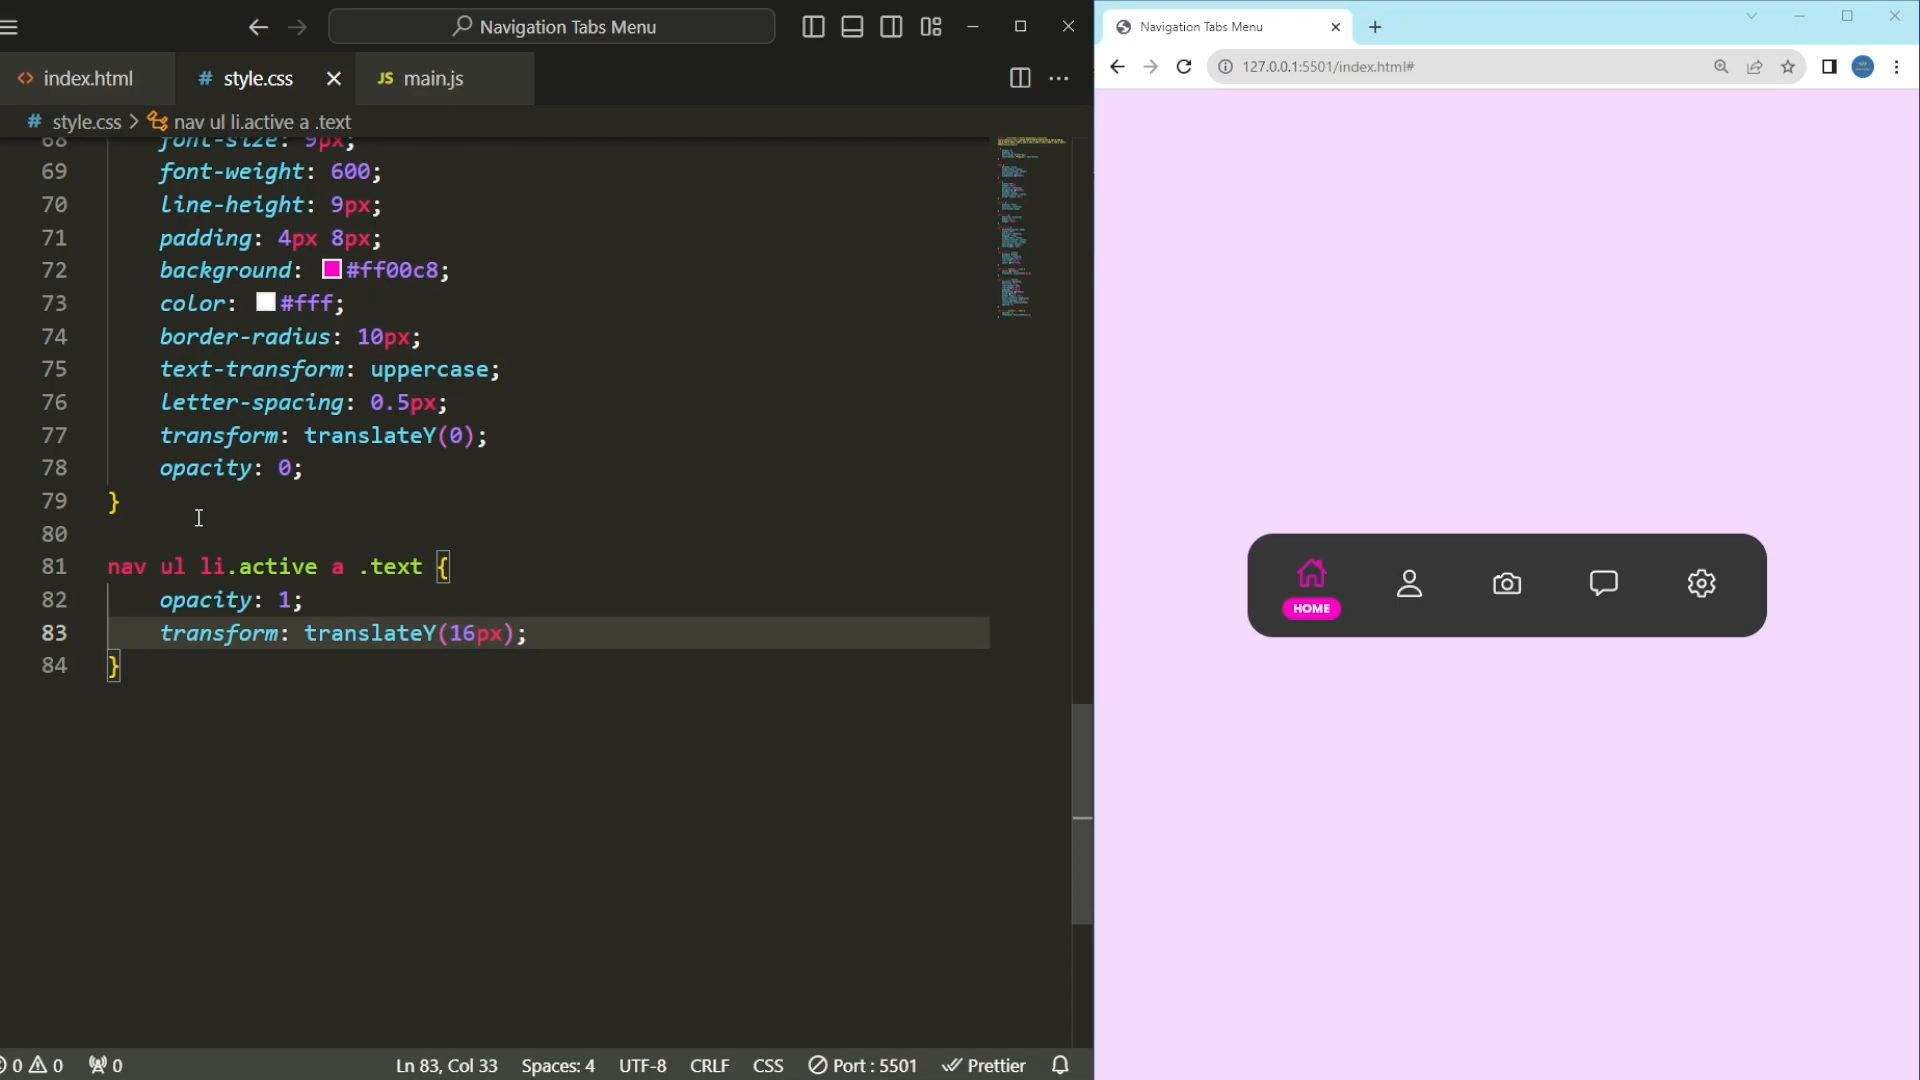 Navigation Tabs Menu
index.html
# style.css
JS main.js
# style.css > nav ul li.active a .text
68 font-size: 9px;
69 font-weight: 600;
70 line-height: 9px;
71 padding: 4px 8px;
72 background: #ff00c8;
73 color: #fff;
74 border-radius: 10px;
75 text-transform: uppercase;
76 letter-spacing: 0.5px;
77 transform: translateY(0);
78 opacity: 0;
79 }
80
81 nav ul li.active a .text {
82 opacity: 1;
83 transform: translateY(16px);
84 }
0 0 0 Ln 83, Col 33 Spaces: 4 UTF-8 CRLF CSS Port : 5501 Prettier
Navigation Tabs Menu
127.0.0.1:5501/index.html#
HOME